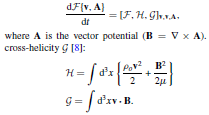 dF[v, A]/dt = [F, H, G]v,v,A,
where A is the vector potential (B = ∇ × A).
cross-helicity G [8]:
H = ∫ d³x { ρ₀v²/2 + B²/2μ }
G = ∫ d³xv · B.